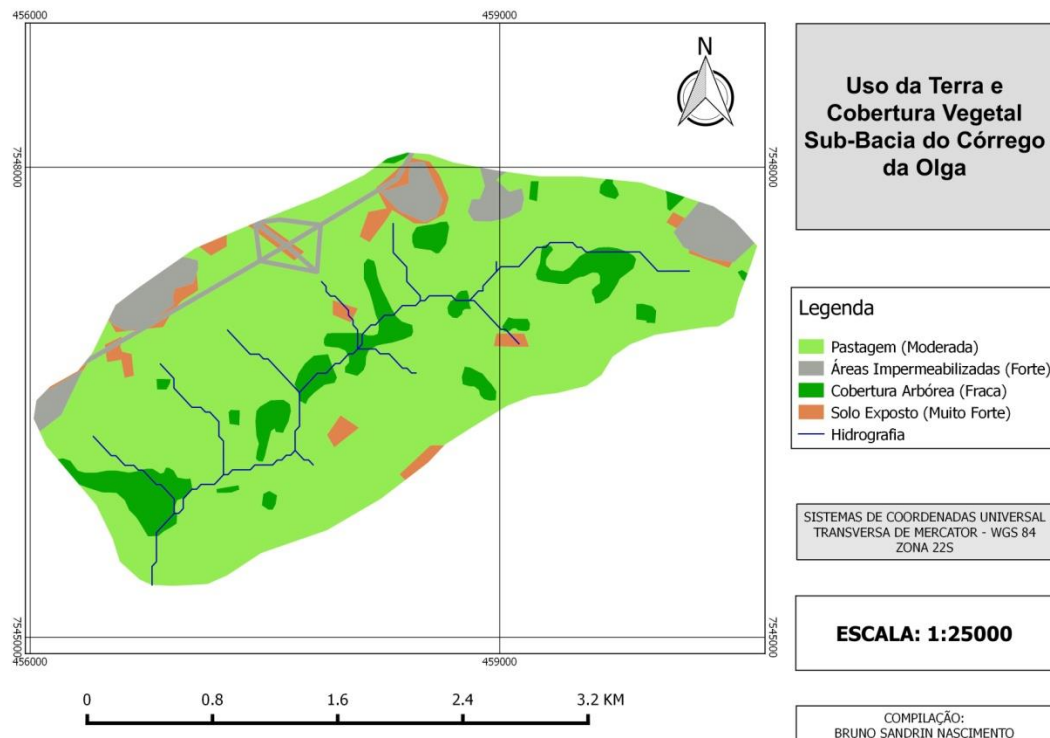 456000
459000
N
7548000
7548000
7545000
7545000
456000
459000
0
0.8
1.6
2.4
3.2 KM
Uso da Terra e
Cobertura Vegetal
Sub-Bacia do Córrego
da Olga
Legenda
Pastagem (Moderada)
Áreas Impermeabilizadas (Forte)
Cobertura Arbórea (Fraca)
Solo Exposto (Muito Forte)
Hidrografia
SISTEMAS DE COORDENADAS UNIVERSAL
TRANSVERSA DE MERCATOR - WGS 84
ZONA 22S
ESCALA: 1:25000
COMPILAÇÃO:
BRUNO SANDRIN NASCIMENTO